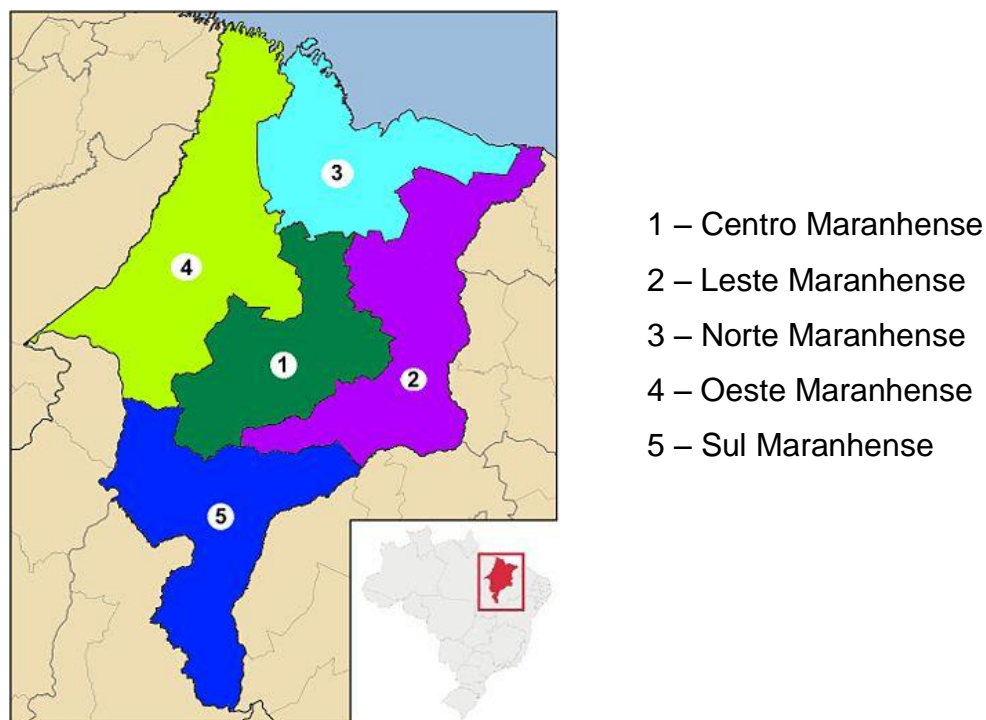 3
4
1
2
5
1 – Centro Maranhense
2 – Leste Maranhense
3 – Norte Maranhense
4 – Oeste Maranhense
5 – Sul Maranhense